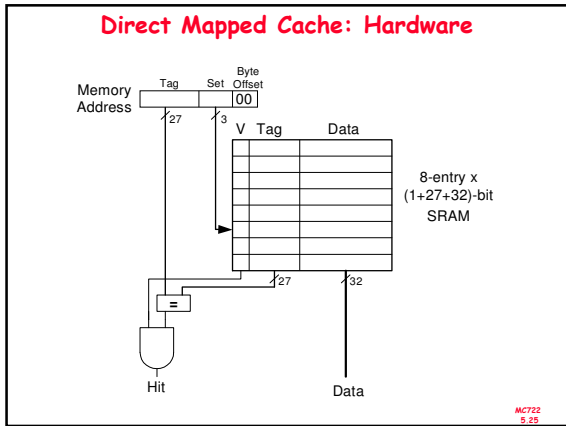 Direct Mapped Cache: Hardware
Byte
Tag Set Offset
Memory
Address
00
27 3
V Tag Data
8-entry x
(1+27+32)-bit
SRAM
27 32
=
Hit Data
MC722
5.25